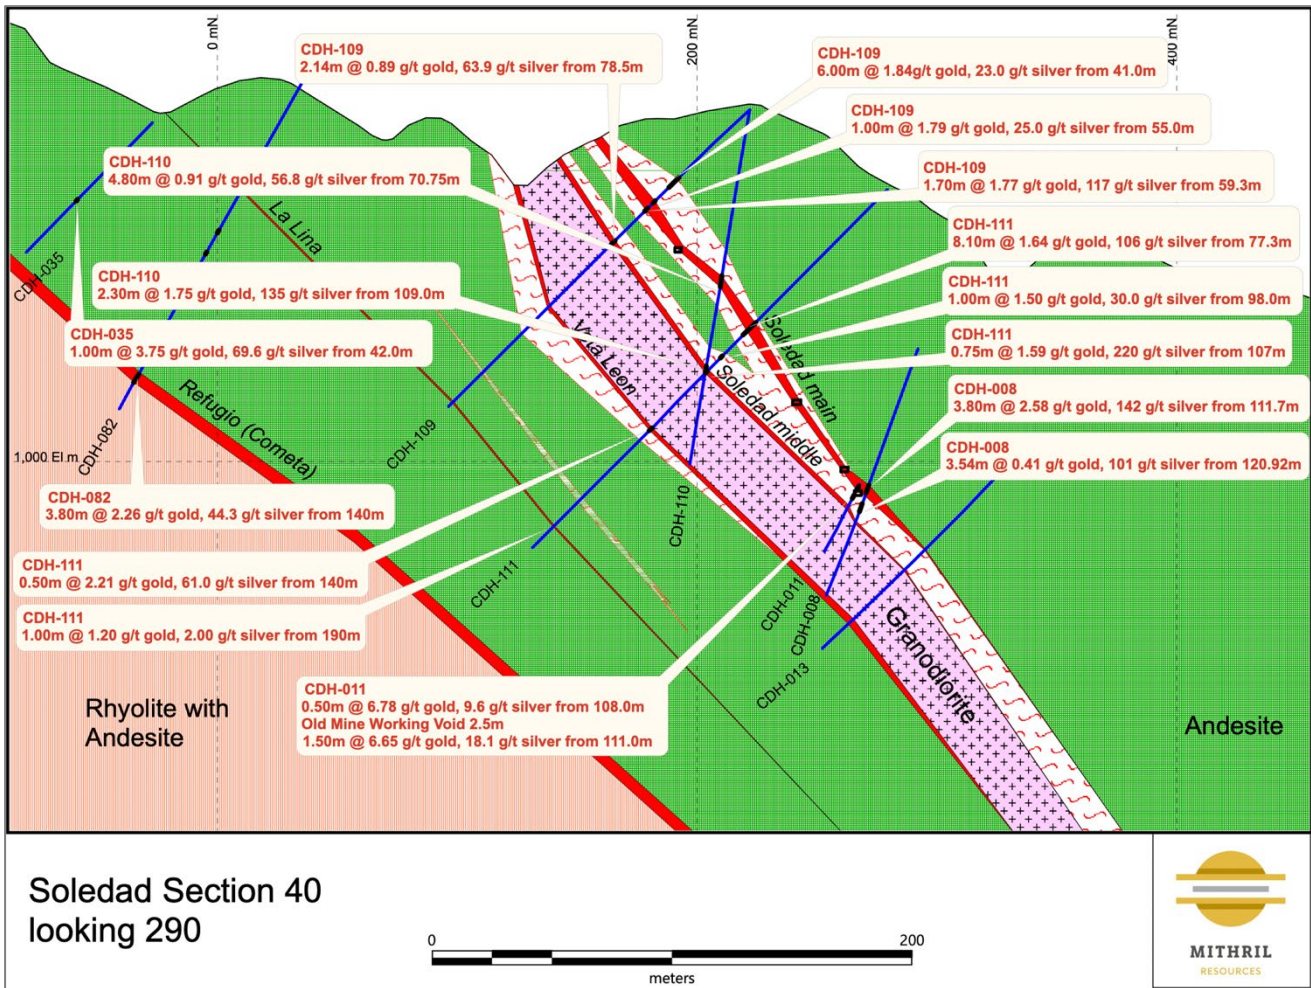 0 mN
200 mN
400 mN
CDH-109
2.14m @ 0.89 g/t gold, 63.9 g/t silver from 78.5m
CDH-109
6.00m @ 1.84g/t gold, 23.0 g/t silver from 41.0m
CDH-109
1.00m @ 1.79 g/t gold, 25.0 g/t silver from 55.0m
CDH-110
4.80m @ 0.91 g/t gold, 56.8 g/t silver from 70.75m
CDH-109
1.70m @ 1.77 g/t gold, 117 g/t silver from 59.3m
La Lina
CDH-111
8.10m @ 1.64 g/t gold, 106 g/t silver from 77.3m
CDH-035
CDH-110
2.30m @ 1.75 g/t gold, 135 g/t silver from 109.0m
CDH-111
1.00m @ 1.50 g/t gold, 30.0 g/t silver from 98.0m
CDH-035
1.00m @ 3.75 g/t gold, 69.6 g/t silver from 42.0m
CDH-111
0.75m @ 1.59 g/t gold, 220 g/t silver from 107m
Soledad main
Soledad middle
Refugio (Cometa)
CDH-008
3.80m @ 2.58 g/t gold, 142 g/t silver from 111.7m
CDH-082
CDH-109
1,000 El m
CDH-008
3.54m @ 0.41 g/t gold, 101 g/t silver from 120.92m
CDH-082
3.80m @ 2.26 g/t gold, 44.3 g/t silver from 140m
CDH-110
CDH-111
0.50m @ 2.21 g/t gold, 61.0 g/t silver from 140m
CDH-111
CDH-011
CDH-008
CDH-111
1.00m @ 1.20 g/t gold, 2.00 g/t silver from 190m
CDH-013
Granodiorite
CDH-011
0.50m @ 6.78 g/t gold, 9.6 g/t silver from 108.0m
Old Mine Working Void 2.5m
1.50m @ 6.65 g/t gold, 18.1 g/t silver from 111.0m
Rhyolite with
Andesite
Andesite
Soledad Section 40
looking 290
0
200
meters
MITHRIL
RESOURCES